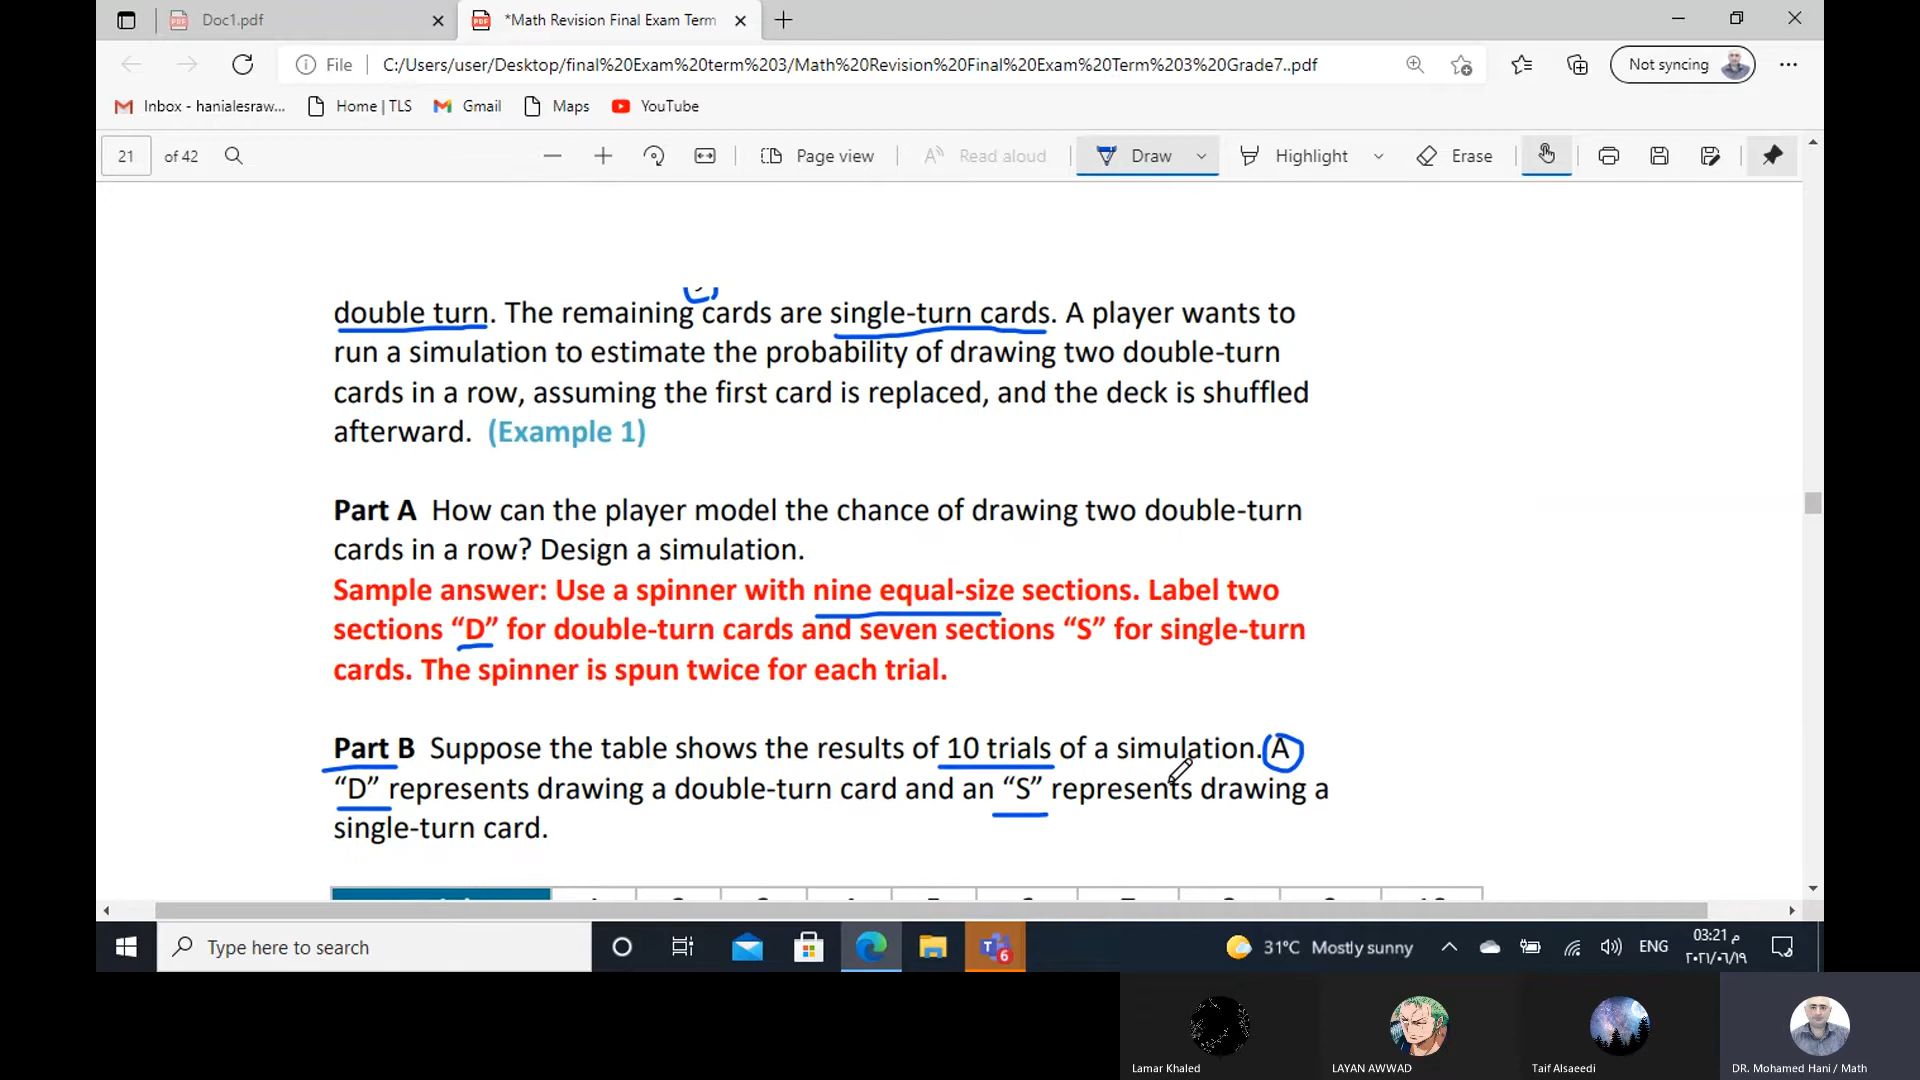 Doc1.pdf
*Math Revision Final Exam Term
File
C:/Users/user/Desktop/final%20Exam%20term%203/Math%20Revision%20Final%20Exam%20Term%203%20Grade7..pdf
Not syncing
Inbox - hanialesraw...
Home | TLS
Gmail
Maps
YouTube
21 of 42
Page view
Read aloud
Draw
Highlight
Erase
double turn. The remaining cards are single-turn cards. A player wants to
run a simulation to estimate the probability of drawing two double-turn
cards in a row, assuming the first card is replaced, and the deck is shuffled
afterward. (Example 1)
Part A How can the player model the chance of drawing two double-turn
cards in a row? Design a simulation.
Sample answer: Use a spinner with nine equal-size sections. Label two
sections “D” for double-turn cards and seven sections “S” for single-turn
cards. The spinner is spun twice for each trial.
Part B Suppose the table shows the results of 10 trials of a simulation. A
“D” represents drawing a double-turn card and an “S” represents drawing a
single-turn card.
Type here to search
6
31°C Mostly sunny
ENG
03:21 م
٢٠٢١/٠٦/١٩
Lamar Khaled
LAYAN AWWAD
Taif Alsaeedi
DR. Mohamed Hani / Math